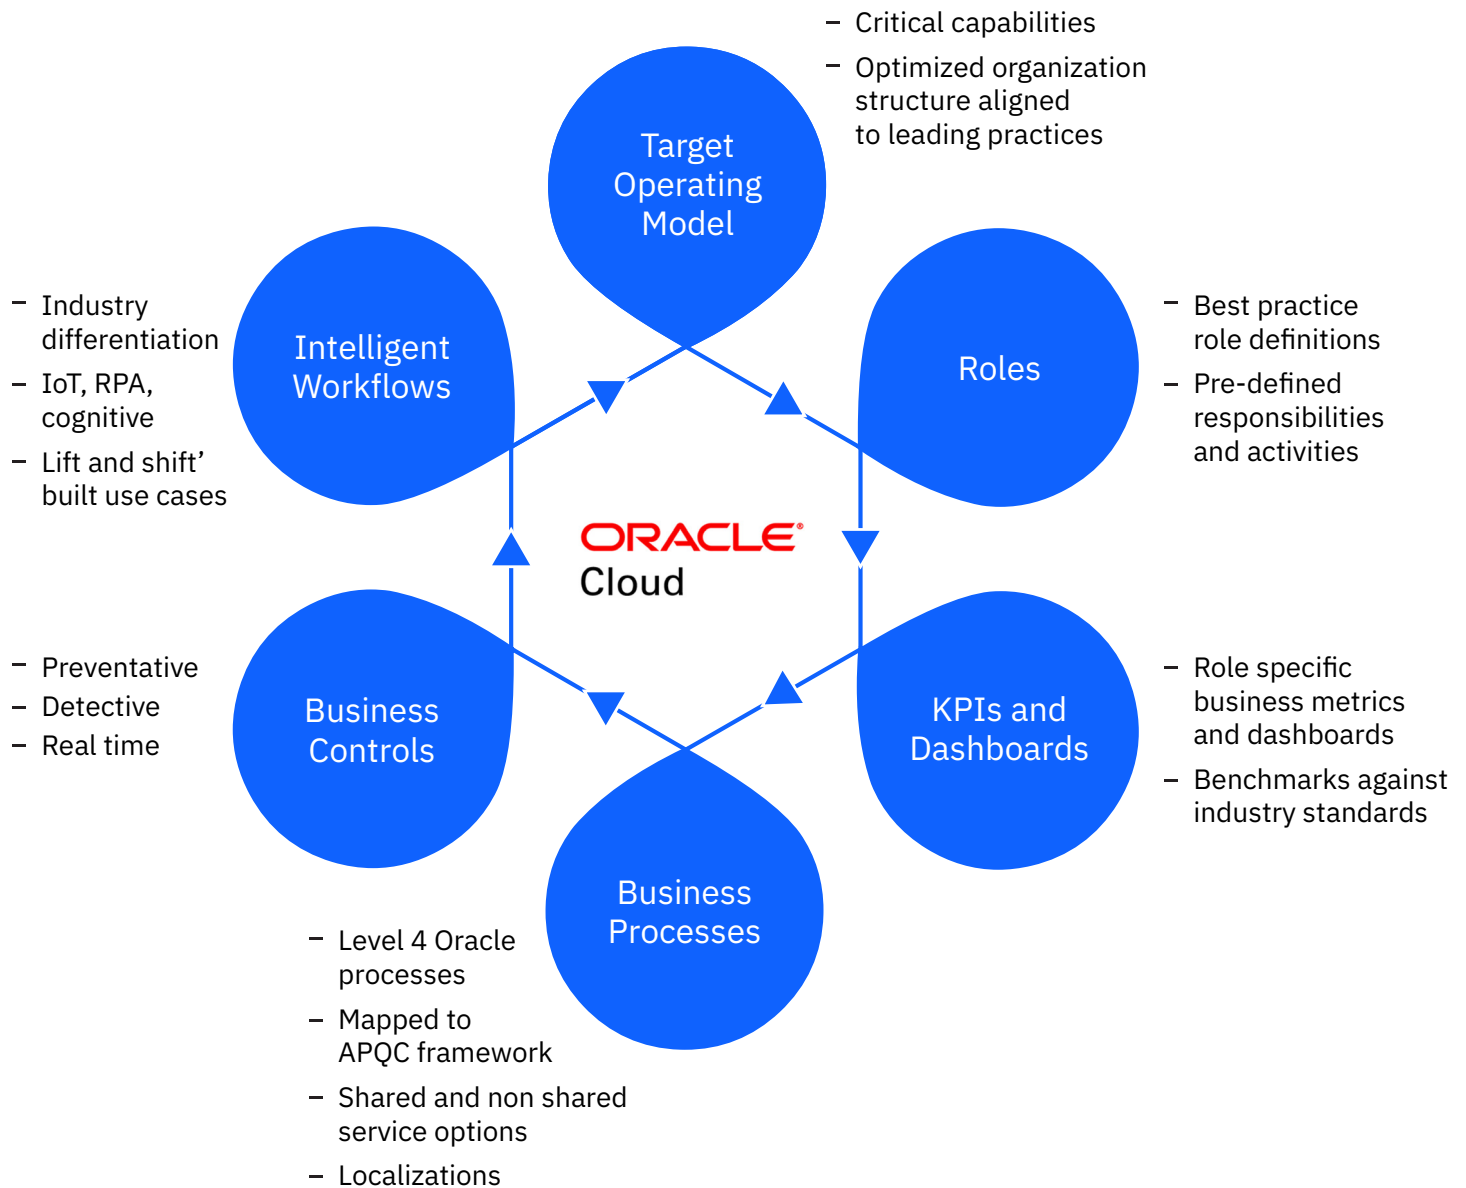 – Critical capabilities
– Optimized organization
structure aligned
to leading practices
Target
Operating
Model
Roles
– Best practice
role definitions
– Pre-defined
responsibilities
and activities
Intelligent
Workflows
– Industry
differentiation
– IoT, RPA,
cognitive
– Lift and shift’
built use cases
ORACLE®
Cloud
KPIs and
Dashboards
– Role specific
business metrics
and dashboards
– Benchmarks against
industry standards
Business
Controls
– Preventative
– Detective
– Real time
Business
Processes
– Level 4 Oracle
processes
– Mapped to
APQC framework
– Shared and non shared
service options
– Localizations